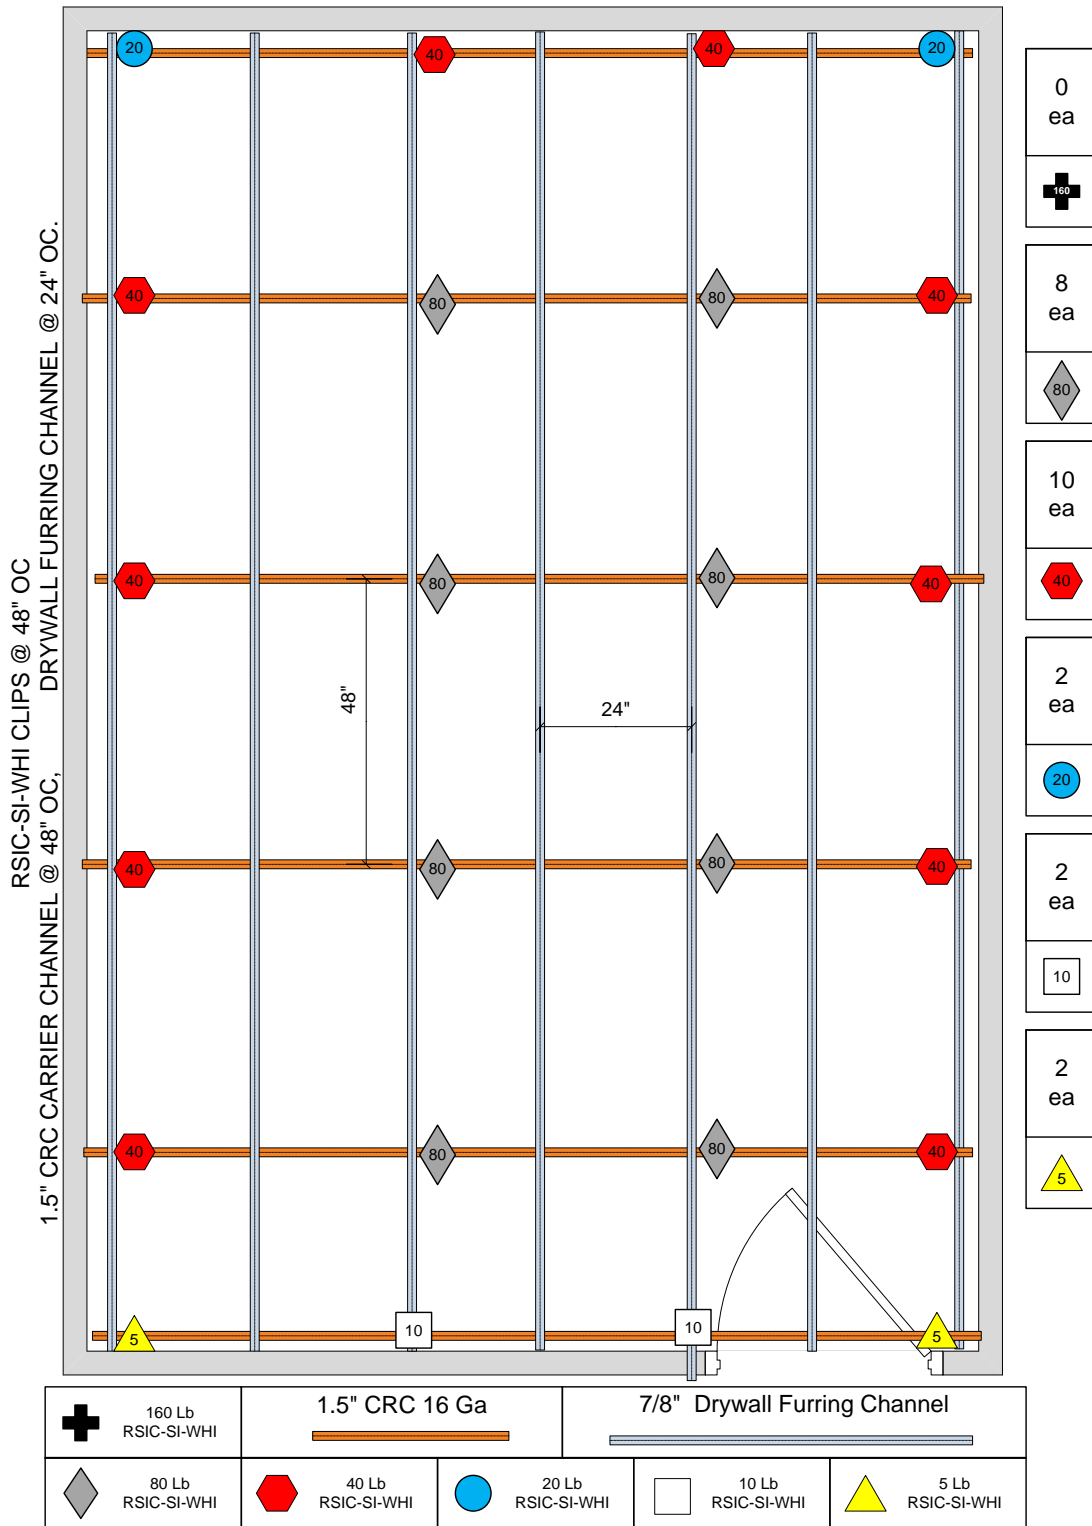 20
40
40
20
40
80
80
40
40
80
80
40
48"
24"
40
80
80
40
40
80
80
40
5
10
10
5
RSIC-SI-WHI CLIPS @ 48" OC
1.5" CRC CARRIER CHANNEL @ 48" OC, DRYWALL FURRING CHANNEL @ 24" OC.
0
ea
160
8
ea
80
10
ea
40
2
ea
20
2
ea
10
2
ea
5
160 Lb
RSIC-SI-WHI
1.5" CRC 16 Ga
7/8" Drywall Furring Channel
80 Lb
RSIC-SI-WHI
40 Lb
RSIC-SI-WHI
20 Lb
RSIC-SI-WHI
10 Lb
RSIC-SI-WHI
5 Lb
RSIC-SI-WHI